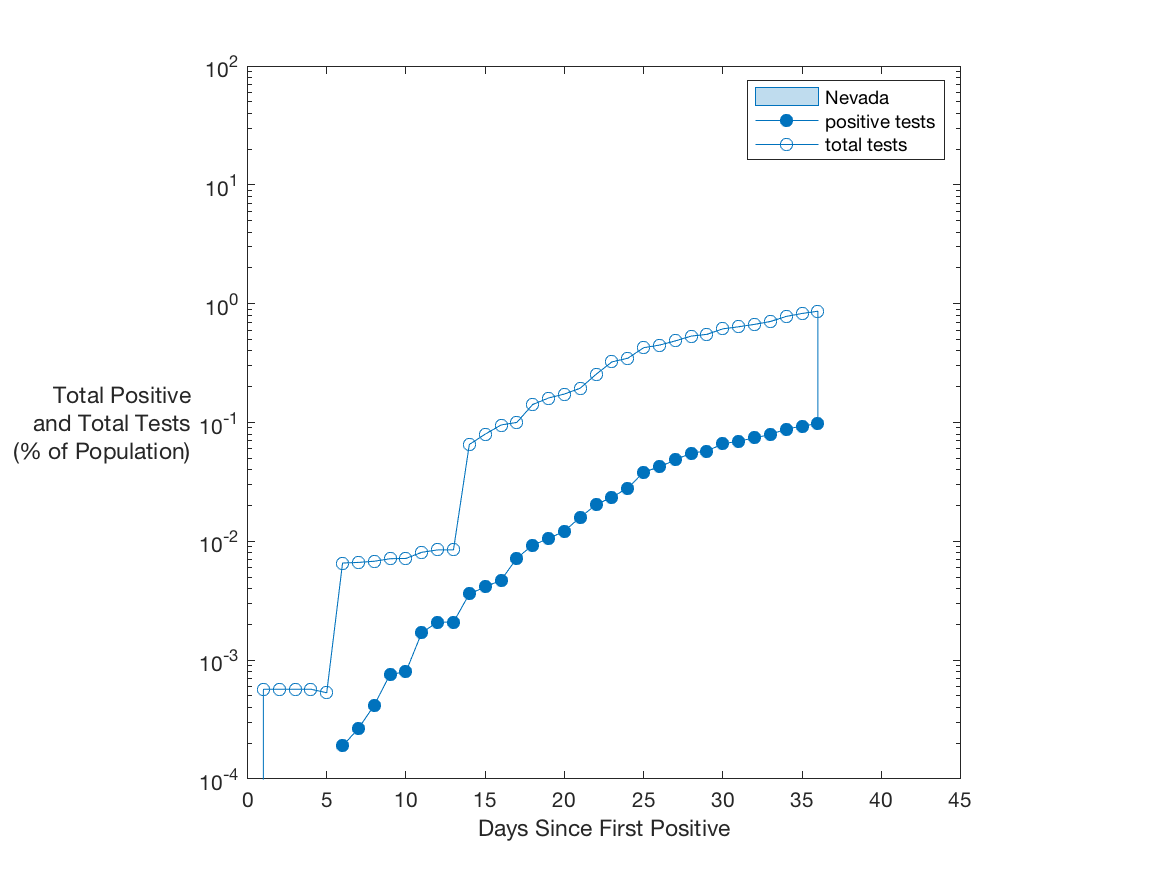 10^2
10^1
10^0
10^-1
10^-2
10^-3
10^-4
Total Positive
and Total Tests
(% of Population)
Nevada
positive tests
total tests
0 5 10 15 20 25 30 35 40 45
Days Since First Positive